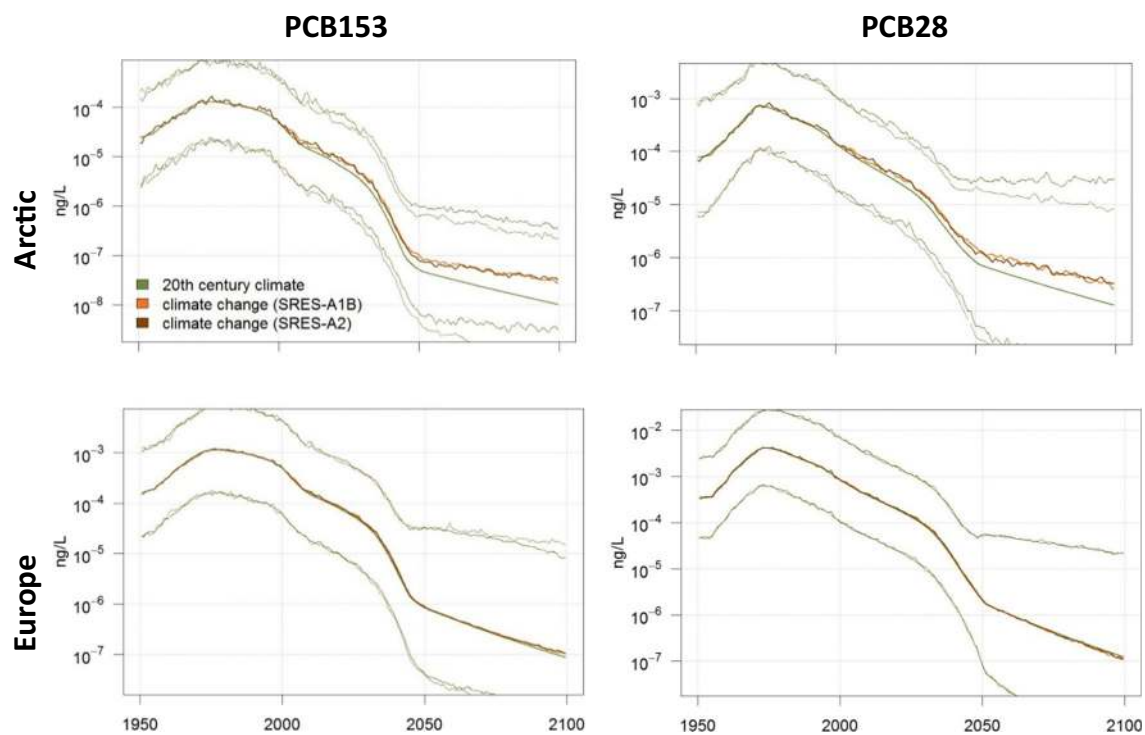 PCB153
PCB28
Arctic
ng/L
10⁻⁴
10⁻⁵
10⁻⁶
10⁻⁷
10⁻⁸
20th century climate
climate change (SRES-A1B)
climate change (SRES-A2)
ng/L
10⁻³
10⁻⁴
10⁻⁵
10⁻⁶
10⁻⁷
Europe
ng/L
10⁻³
10⁻⁴
10⁻⁵
10⁻⁶
10⁻⁷
1950 2000 2050 2100
ng/L
10⁻²
10⁻³
10⁻⁴
10⁻⁵
10⁻⁶
10⁻⁷
1950 2000 2050 2100